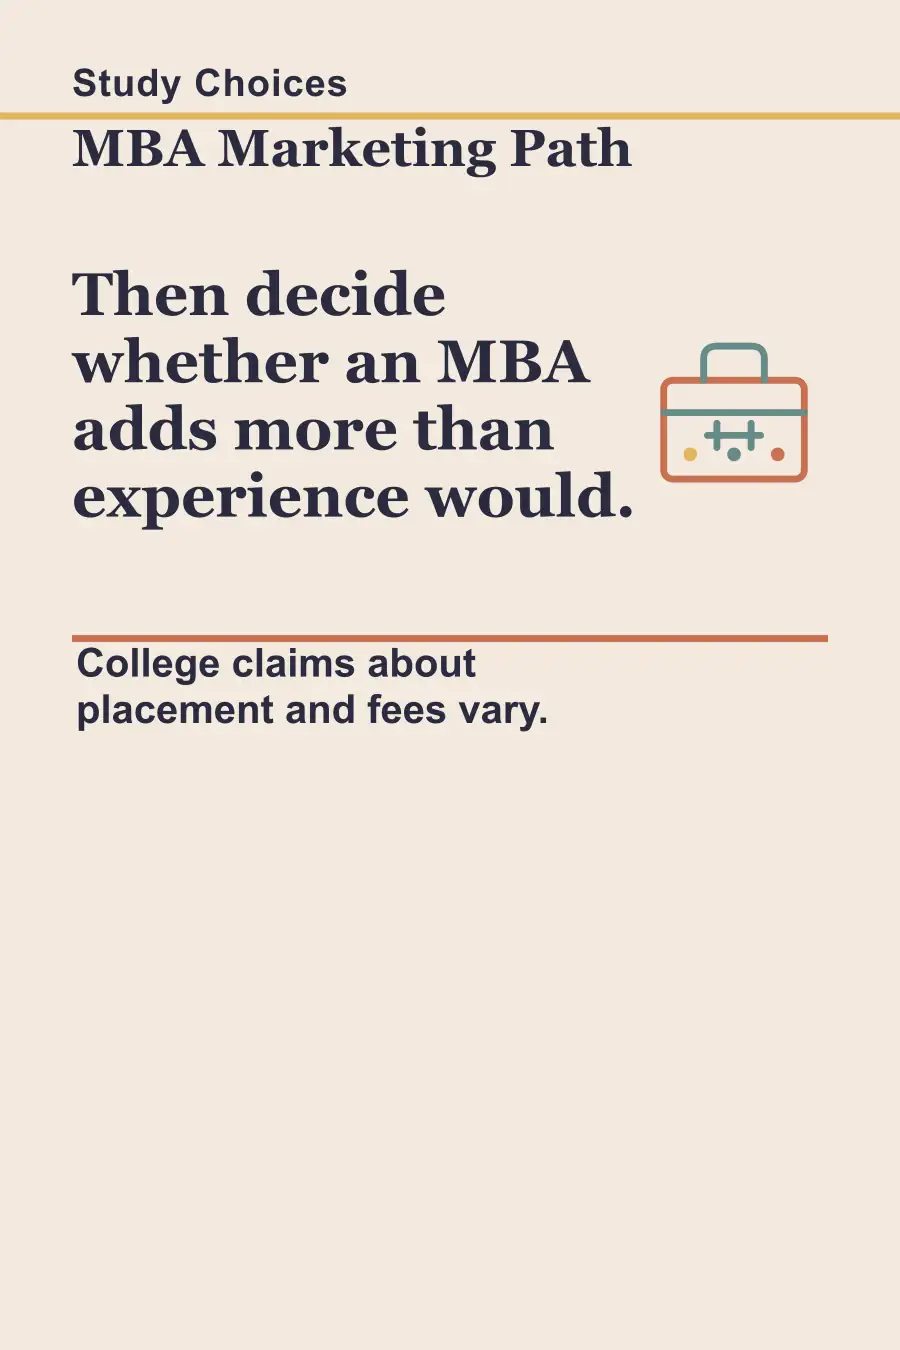 Study Choices
MBA Marketing Path
Then decide
whether an MBA
adds more than
experience would.
College claims about
placement and fees vary.